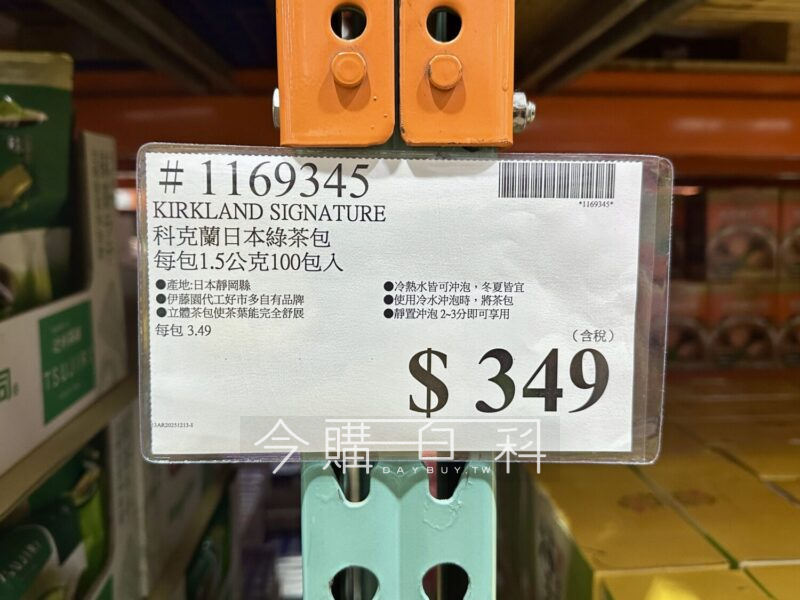 # 1169345
*1169345*
KIRKLAND SIGNATURE
科克蘭日本綠茶包
每包1.5公克100包入
●產地:日本靜岡縣
●伊藤園代工好市多自有品牌
●立體茶包使茶葉能完全舒展
每包 3.49
●冷熱水皆可沖泡，冬夏皆宜
●使用冷水沖泡時，將茶包
●靜置沖泡 2~3分即可享用
（含稅）
$ 349
今購百科
DAYBUY.TW
TSUJIRI